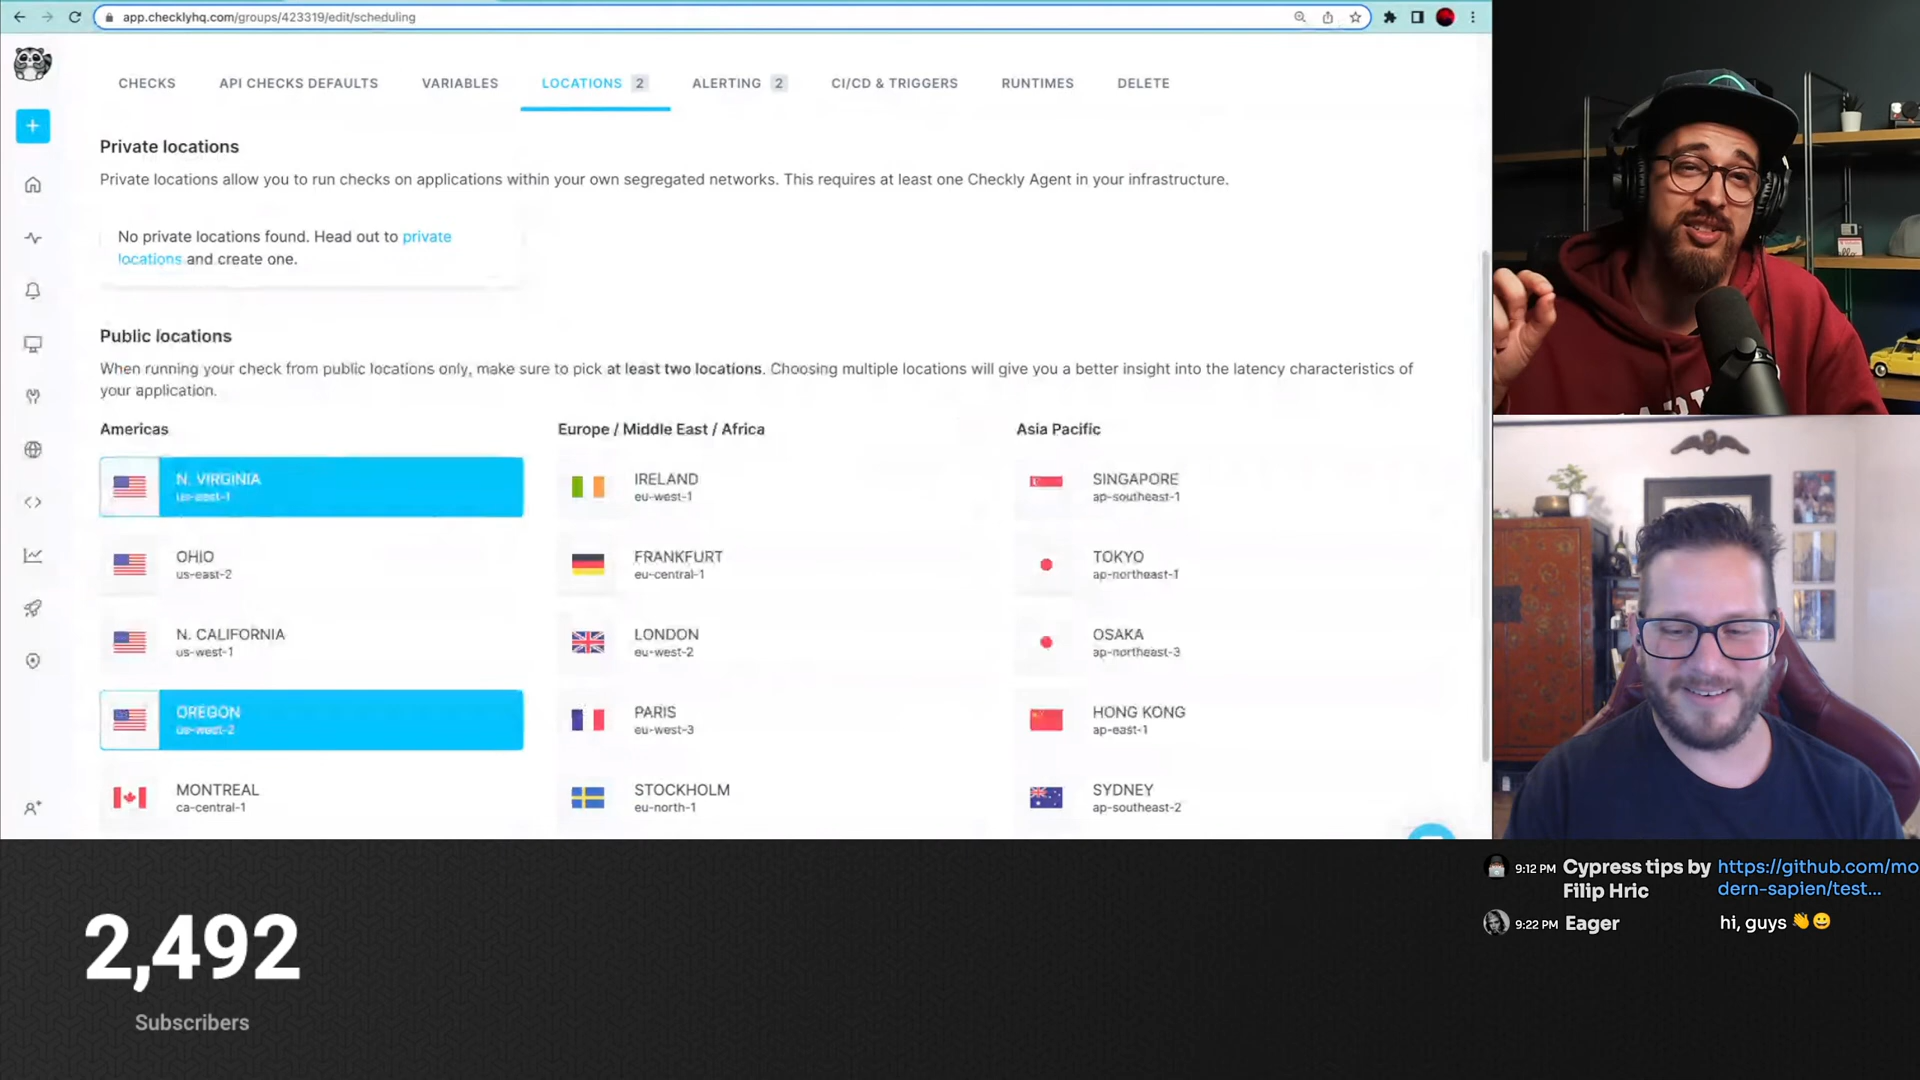 app.checklyhq.com/groups/423319/edit/scheduling
CHECKS API CHECKS DEFAULTS VARIABLES LOCATIONS 2 ALERTING 2 CI/CD & TRIGGERS RUNTIMES DELETE
Private locations
Private locations allow you to run checks on applications within your own segregated networks. This requires at least one Checkly Agent in your infrastructure.
No private locations found. Head out to private
locations and create one.
Public locations
When running your check from public locations only, make sure to pick at least two locations. Choosing multiple locations will give you a better insight into the latency characteristics of
your application.
Americas
N. VIRGINIA
us-east-1
OHIO
us-east-2
N. CALIFORNIA
us-west-1
OREGON
us-west-2
MONTREAL
ca-central-1
Europe / Middle East / Africa
IRELAND
eu-west-1
FRANKFURT
eu-central-1
LONDON
eu-west-2
PARIS
eu-west-3
STOCKHOLM
eu-north-1
Asia Pacific
SINGAPORE
ap-southeast-1
TOKYO
ap-northeast-1
OSAKA
ap-northeast-3
HONG KONG
ap-east-1
SYDNEY
ap-southeast-2
2,492
Subscribers
9:12 PM Cypress tips by https://github.com/mo
Filip Hric dern-sapien/test...
9:22 PM Eager hi, guys 👋😀